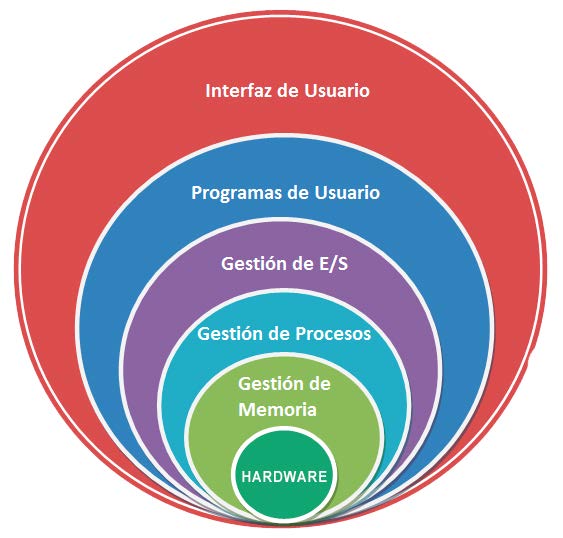 Interfaz de Usuario
Programas de Usuario
Gestión de E/S
Gestión de Procesos
Gestión de
Memoria
HARDWARE